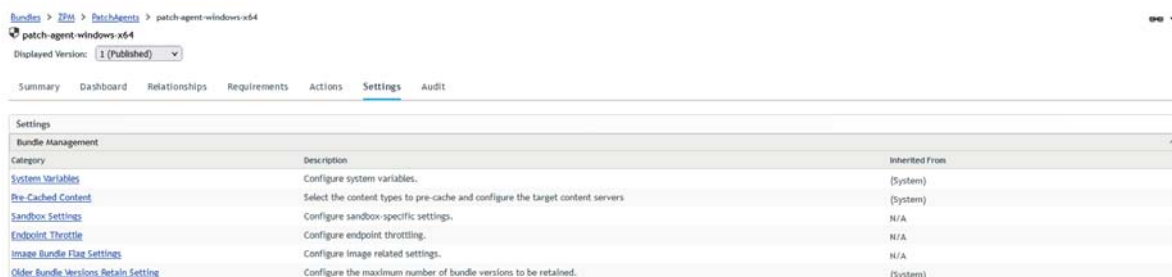 Bundles > ZPM > PatchAgents > patch-agent-windows-x64
patch-agent-windows-x64
Displayed Version: 1 (Published)
Summary Dashboard Relationships Requirements Actions Settings Audit
Settings
Bundle Management
Category Description Inherited From
System Variables Configure system variables. (System)
Pre-Cached Content Select the content types to pre-cache and configure the target content servers (System)
Sandbox Settings Configure sandbox-specific settings. N/A
Endpoint Throttle Configure endpoint throttling. N/A
Image Bundle Flag Settings Configure image related settings. N/A
Older Bundle Versions Retain Setting Configure the maximum number of bundle versions to be retained. (System)